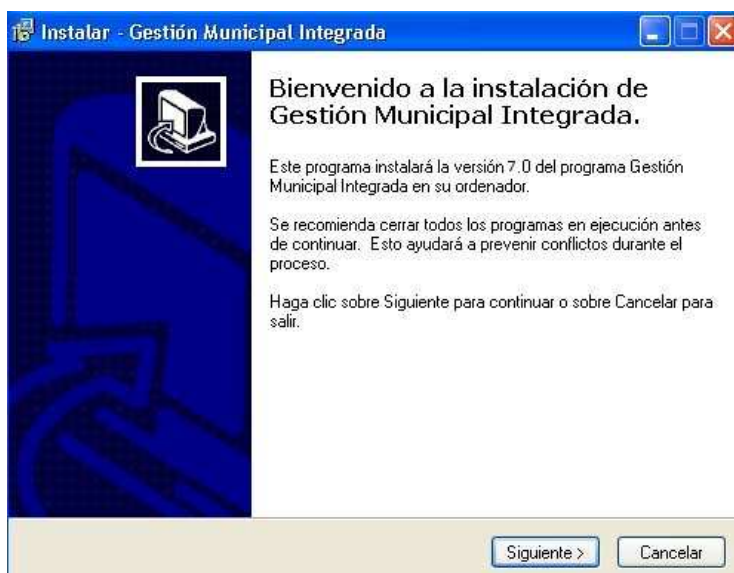 Instalar - Gestión Municipal Integrada
Bienvenido a la instalación de
Gestión Municipal Integrada.
Este programa instalará la versión 7.0 del programa Gestión
Municipal Integrada en su ordenador.
Se recomienda cerrar todos los programas en ejecución antes
de continuar. Esto ayudará a prevenir conflictos durante el
proceso.
Haga clic sobre Siguiente para continuar o sobre Cancelar para
salir.
Siguiente >
Cancelar